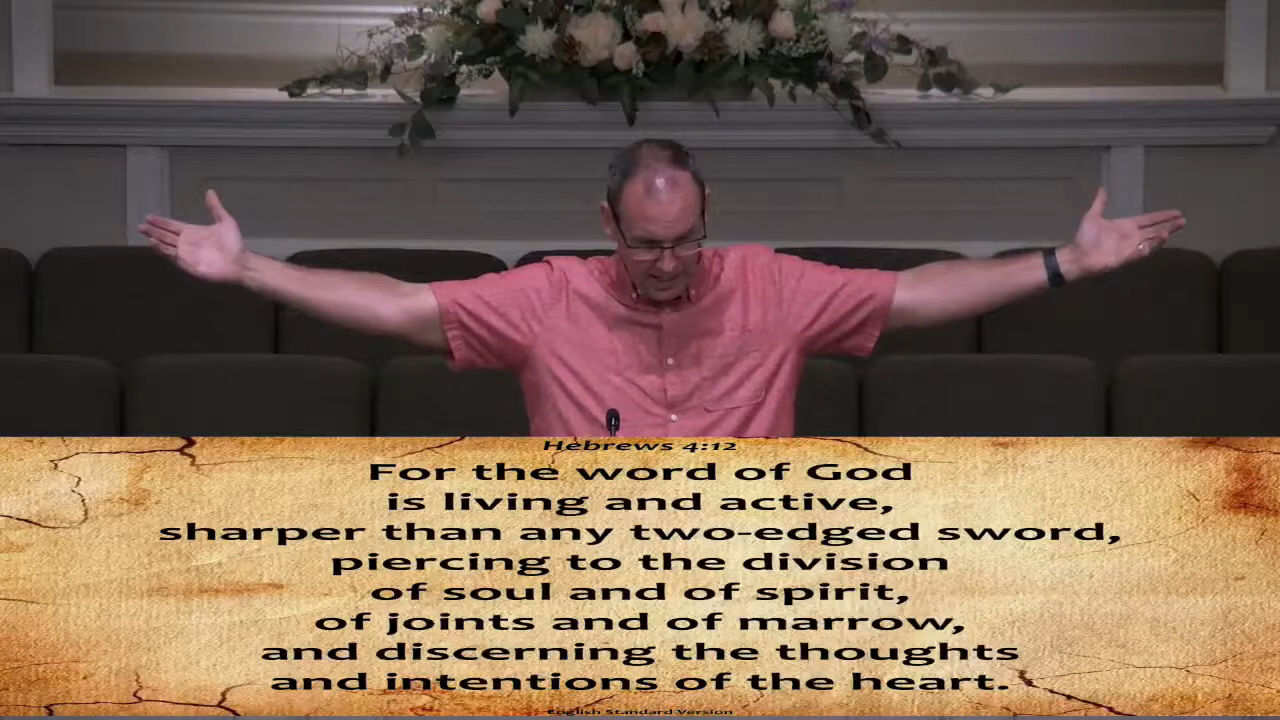 Hebrews 4:12
For the word of God
is living and active,
sharper than any two-edged sword,
piercing to the division
of soul and of spirit,
of joints and of marrow,
and discerning the thoughts
and intentions of the heart.
English Standard Version